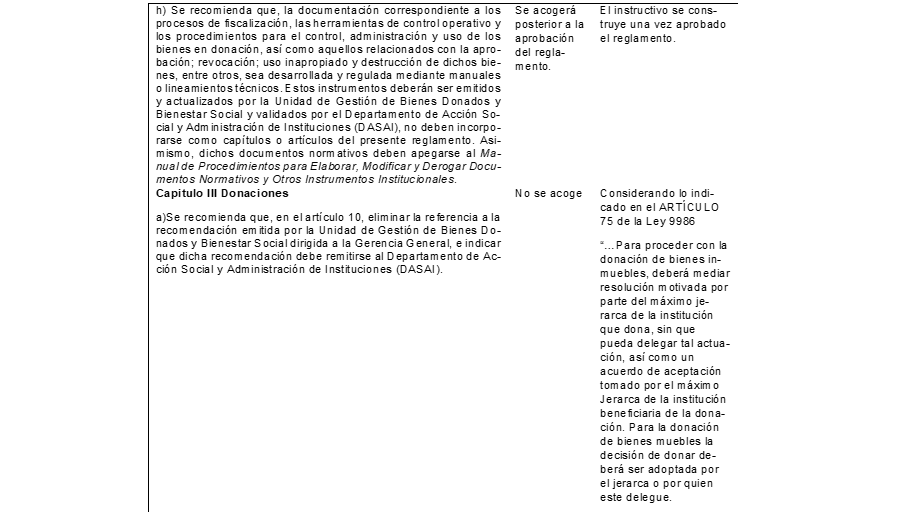 h) Se recomienda que, la documentación correspondiente a los
procesos de fiscalización, las herramientas de control operativo y
los procedimientos para el control, administración y uso de los
bienes en donación, así como aquellos relacionados con la apro-
bación; revocación; uso inapropiado y destrucción de dichos bie-
nes, entre otros, sea desarrollada y regulada mediante manuales
o lineamientos técnicos. Estos instrumentos deberán ser emitidos
y actualizados por la Unidad de Gestión de Bienes Donados y
Bienestar Social y validados por el Departamento de Acción So-
cial y Administración de Instituciones (DASAI), no deben incorpo-
rarse como capítulos o artículos del presente reglamento. Asi-
mismo, dichos documentos normativos deben apegarse al Ma-
nual de Procedimientos para Elaborar, Modificar y Derogar Docu-
mentos Normativos y Otros Instrumentos Institucionales.
Se acogerá
posterior a la
aprobación
del regla-
mento.
El instructivo se cons-
truye una vez aprobado
el reglamento.
Capitulo III Donaciones
a)Se recomienda que, en el artículo 10, eliminar la referencia a la
recomendación emitida por la Unidad de Gestión de Bienes Do-
nados y Bienestar Social dirigida a la Gerencia General, e indicar
que dicha recomendación debe remitirse al Departamento de Ac-
ción Social y Administración de Instituciones (DASAI).
No se acoge
Considerando lo indi-
cado en el ARTÍCULO
75 de la Ley 9986
“…Para proceder con la
donación de bienes in-
muebles, deberá mediar
resolución motivada por
parte del máximo je-
rarca de la institución
que dona, sin que
pueda delegar tal actua-
ción, así como un
acuerdo de aceptación
tomado por el máximo
Jerarca de la institución
beneficiaria de la dona-
ción. Para la donación
de bienes muebles la
decisión de donar de-
berá ser adoptada por
el jerarca o por quien
este delegue.